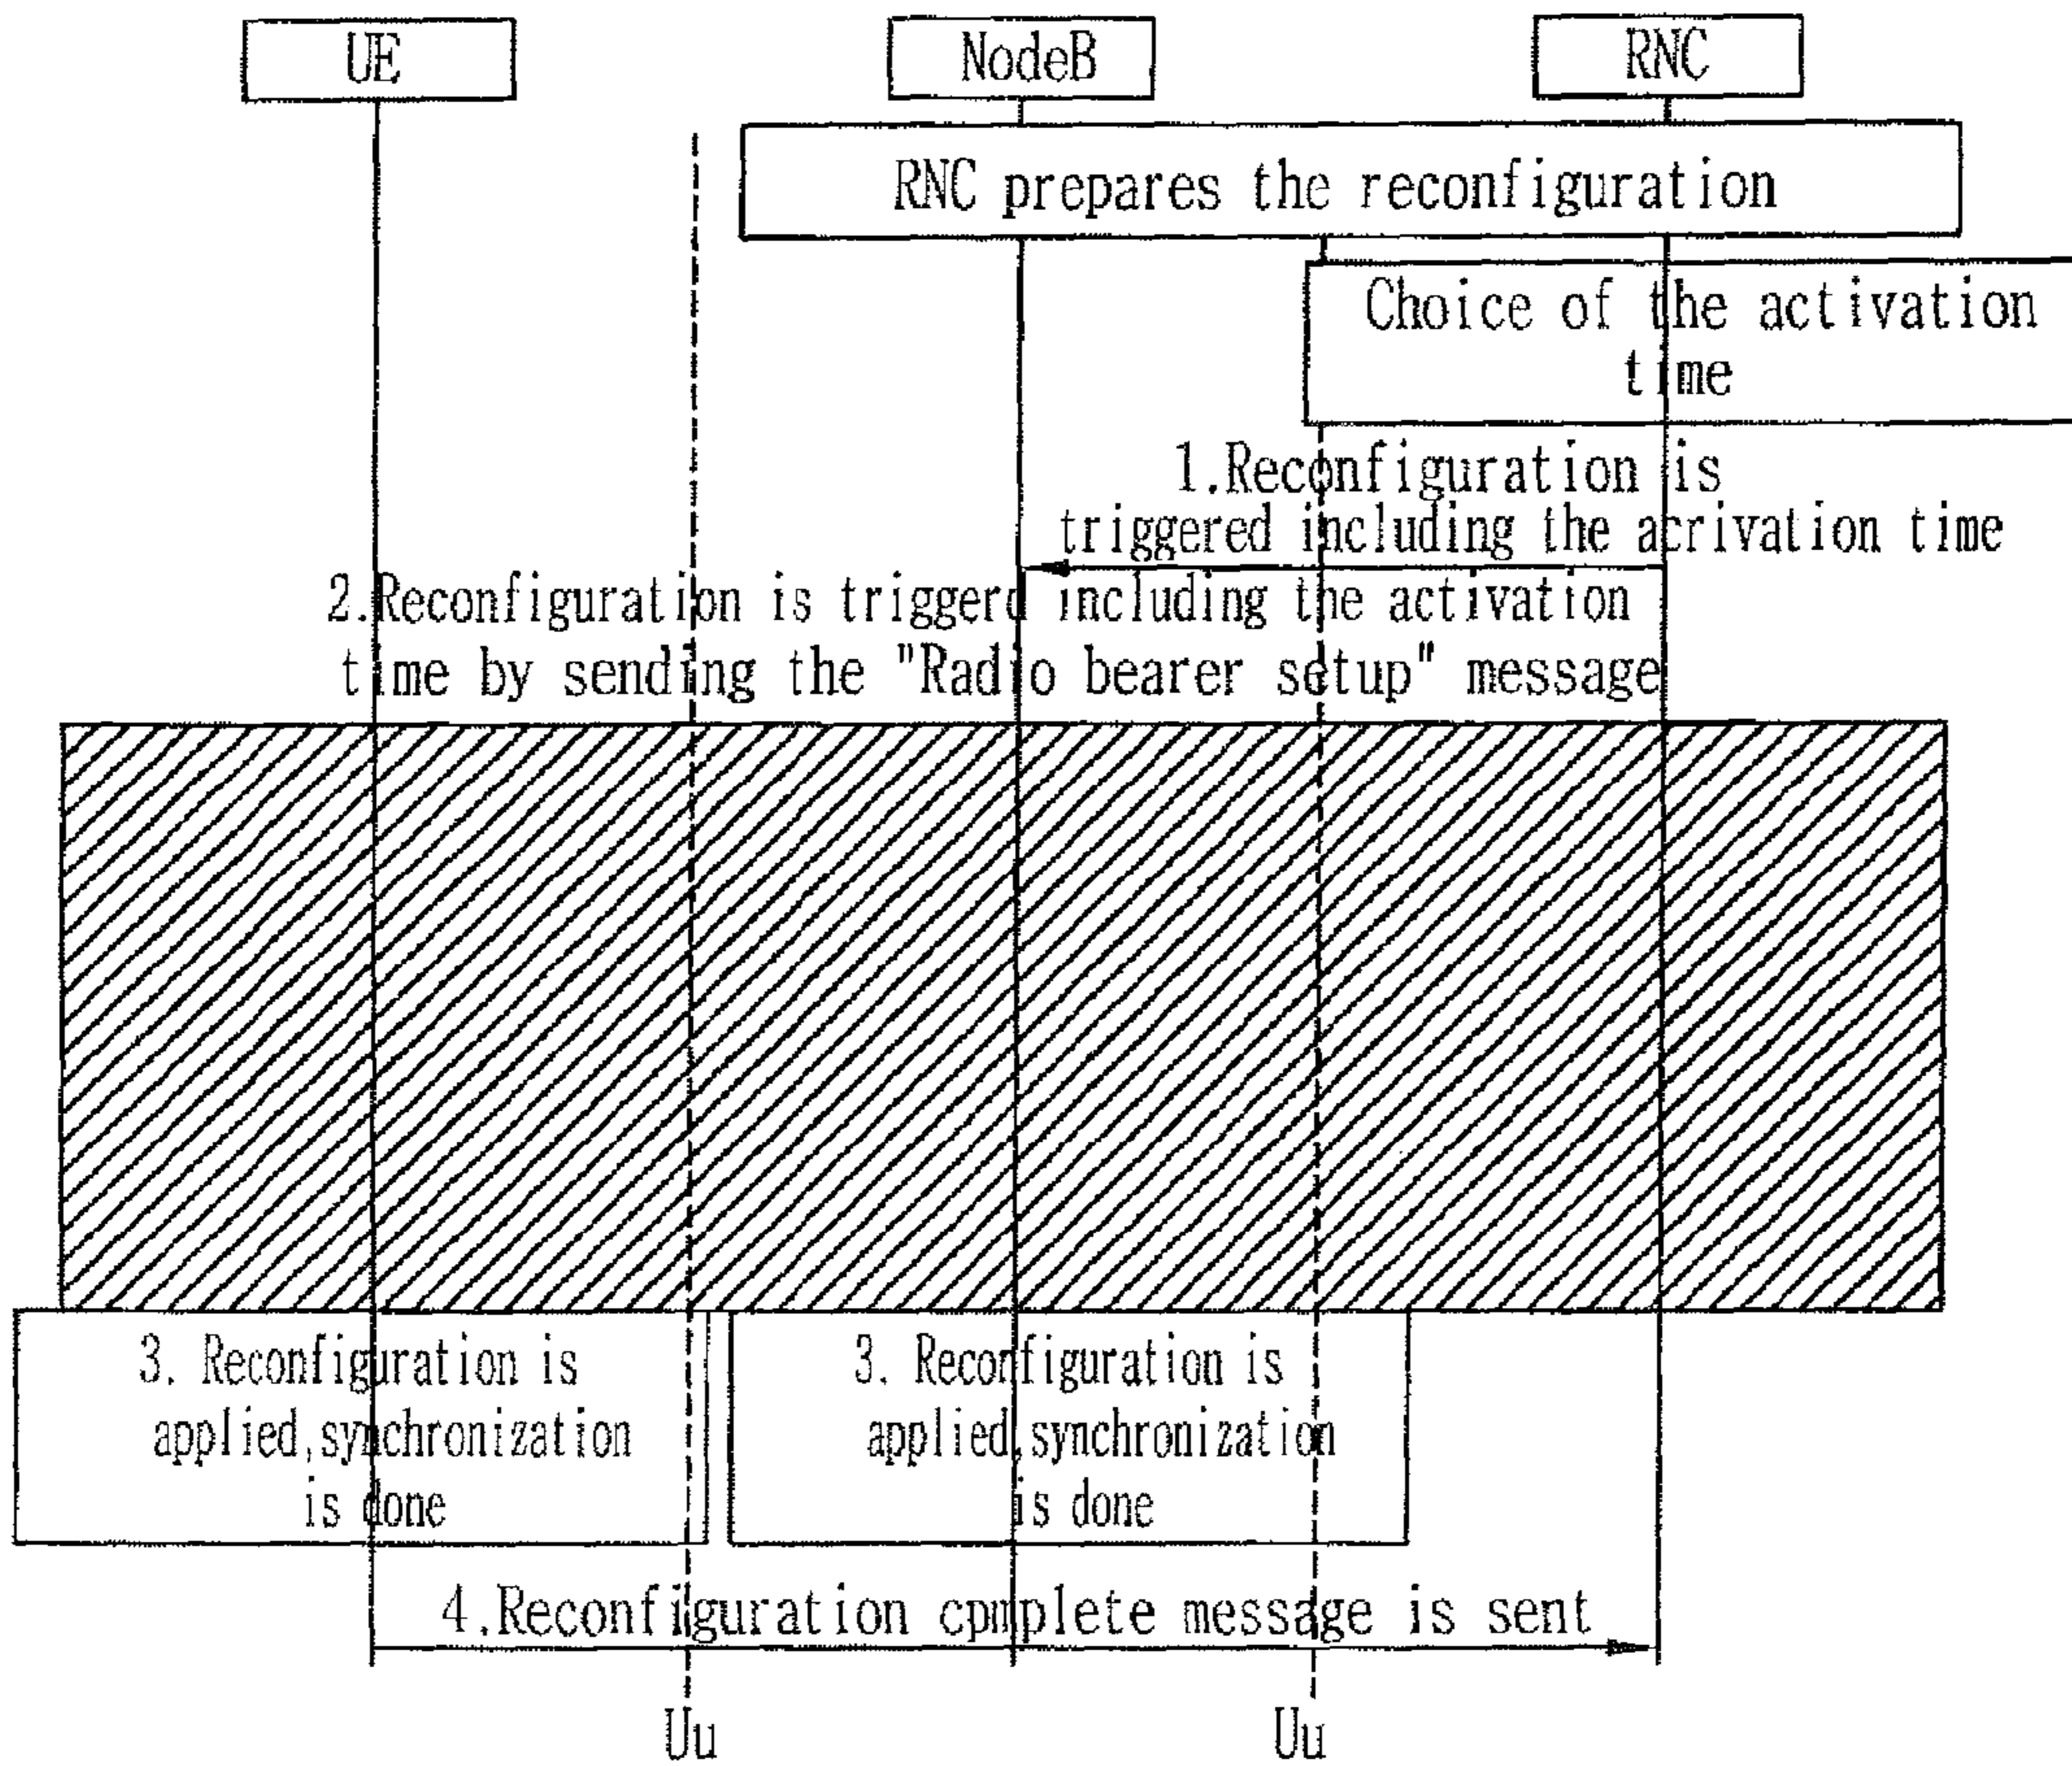 UE
NodeB
RNC
RNC prepares the reconfiguration
Choice of the activation
time
1.Reconfiguration is
triggered including the acrivation time
2.Reconfiguration is triggerd including the activation
time by sending the "Radio bearer setup" message
3. Reconfiguration is
applied,synchronization
is done
3. Reconfiguration is
applied,synchronization
is done
4.Reconfiguration cpmplete message is sent
Uu
Uu